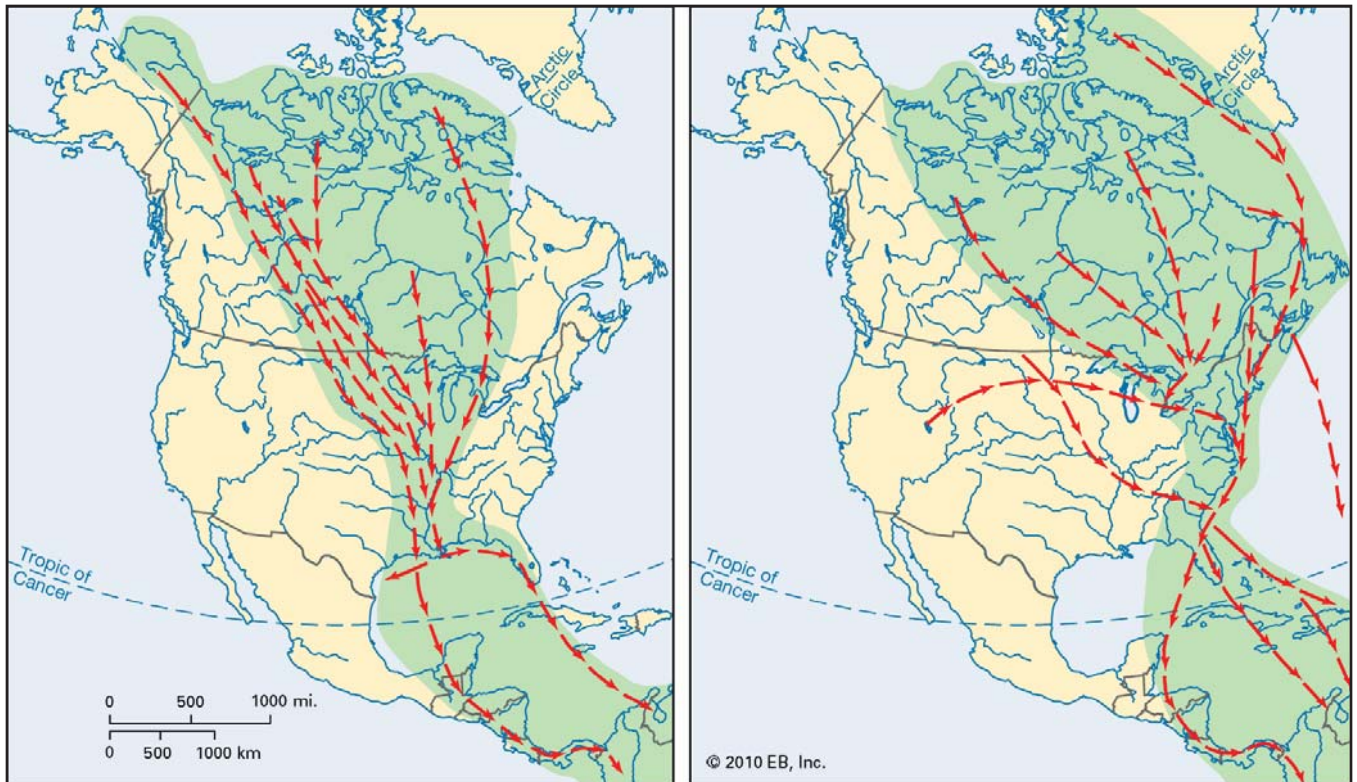 Arctic
Circle
Tropic of
Cancer
0 500 1000 mi.
0 500 1000 km
Arctic
Circle
Tropic of
Cancer
© 2010 EB, Inc.